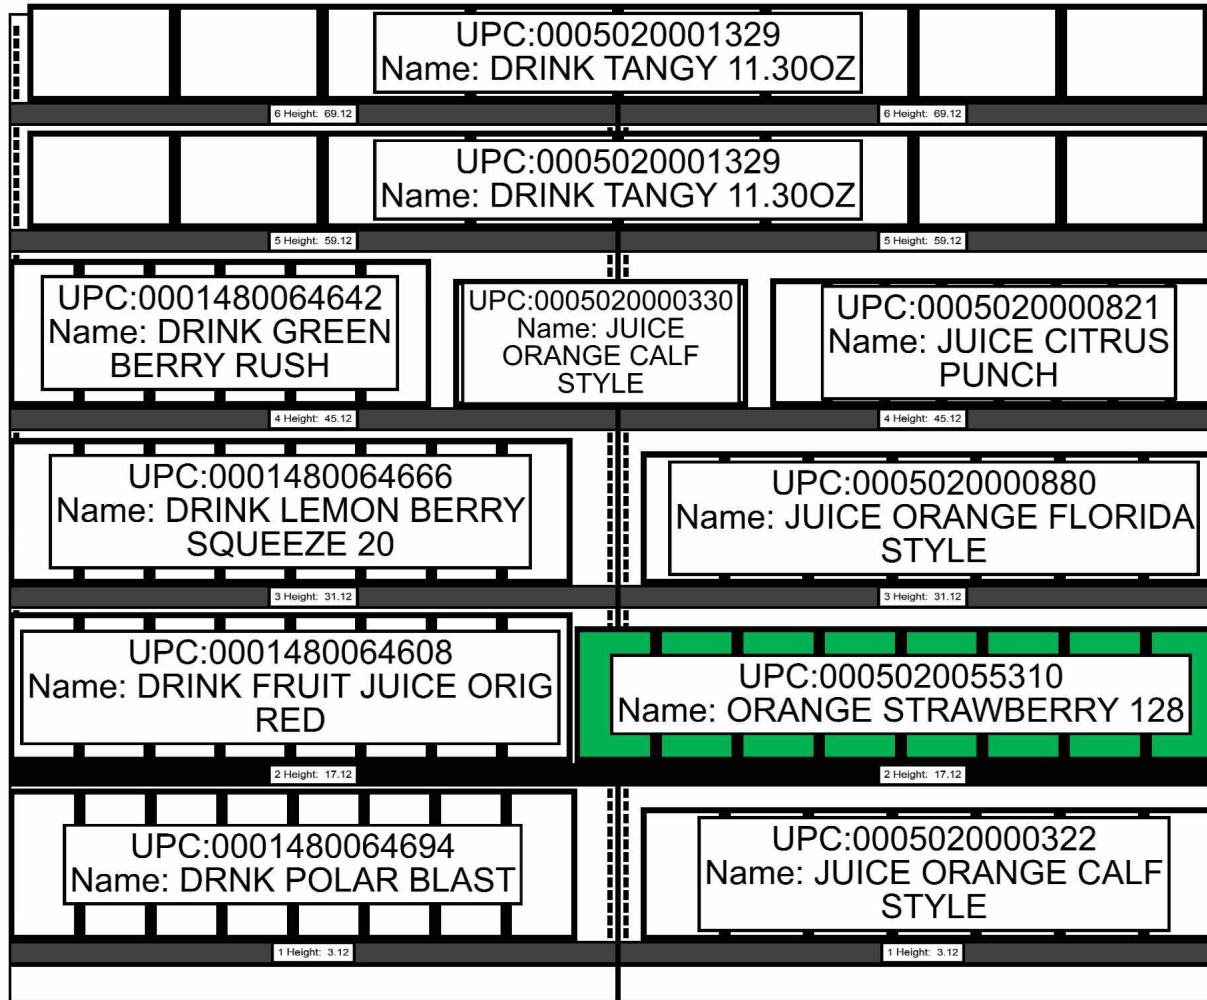 UPC:0005020001329
Name: DRINK TANGY 11.30OZ
6 Height: 69.12
6 Height: 69.12
UPC:0005020001329
Name: DRINK TANGY 11.30OZ
5 Height: 59.12
5 Height: 59.12
UPC:0001480064642
Name: DRINK GREEN
BERRY RUSH
UPC:0005020000330
Name: JUICE
ORANGE CALF
STYLE
UPC:0005020000821
Name: JUICE CITRUS
PUNCH
4 Height: 45.12
4 Height: 45.12
UPC:0001480064666
Name: DRINK LEMON BERRY
SQUEEZE 20
UPC:0005020000880
Name: JUICE ORANGE FLORIDA
STYLE
3 Height: 31.12
3 Height: 31.12
UPC:0001480064608
Name: DRINK FRUIT JUICE ORIG
RED
UPC:0005020055310
Name: ORANGE STRAWBERRY 128
2 Height: 17.12
2 Height: 17.12
UPC:0001480064694
Name: DRNK POLAR BLAST
UPC:0005020000322
Name: JUICE ORANGE CALF
STYLE
1 Height: 3.12
1 Height: 3.12